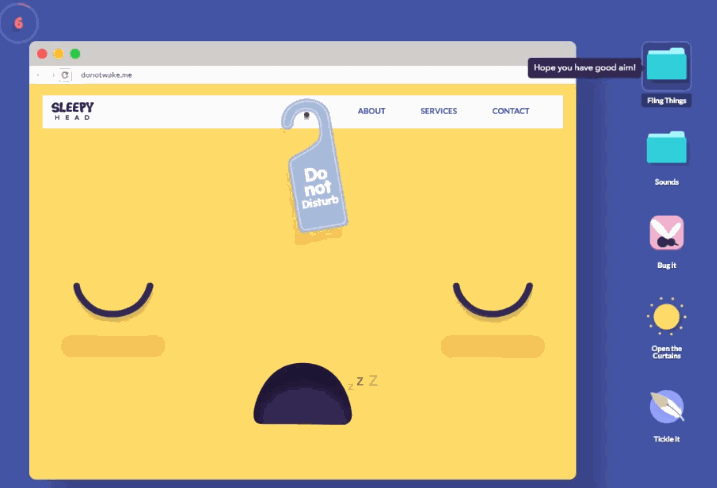 6
Hope you have good aim!
donotwake.me
SLEEPY
HEAD
ABOUT
SERVICES
CONTACT
Fling Things
Do
not
Disturb
Sounds
Bug it
z z Z
Open the
Curtains
Tickle it